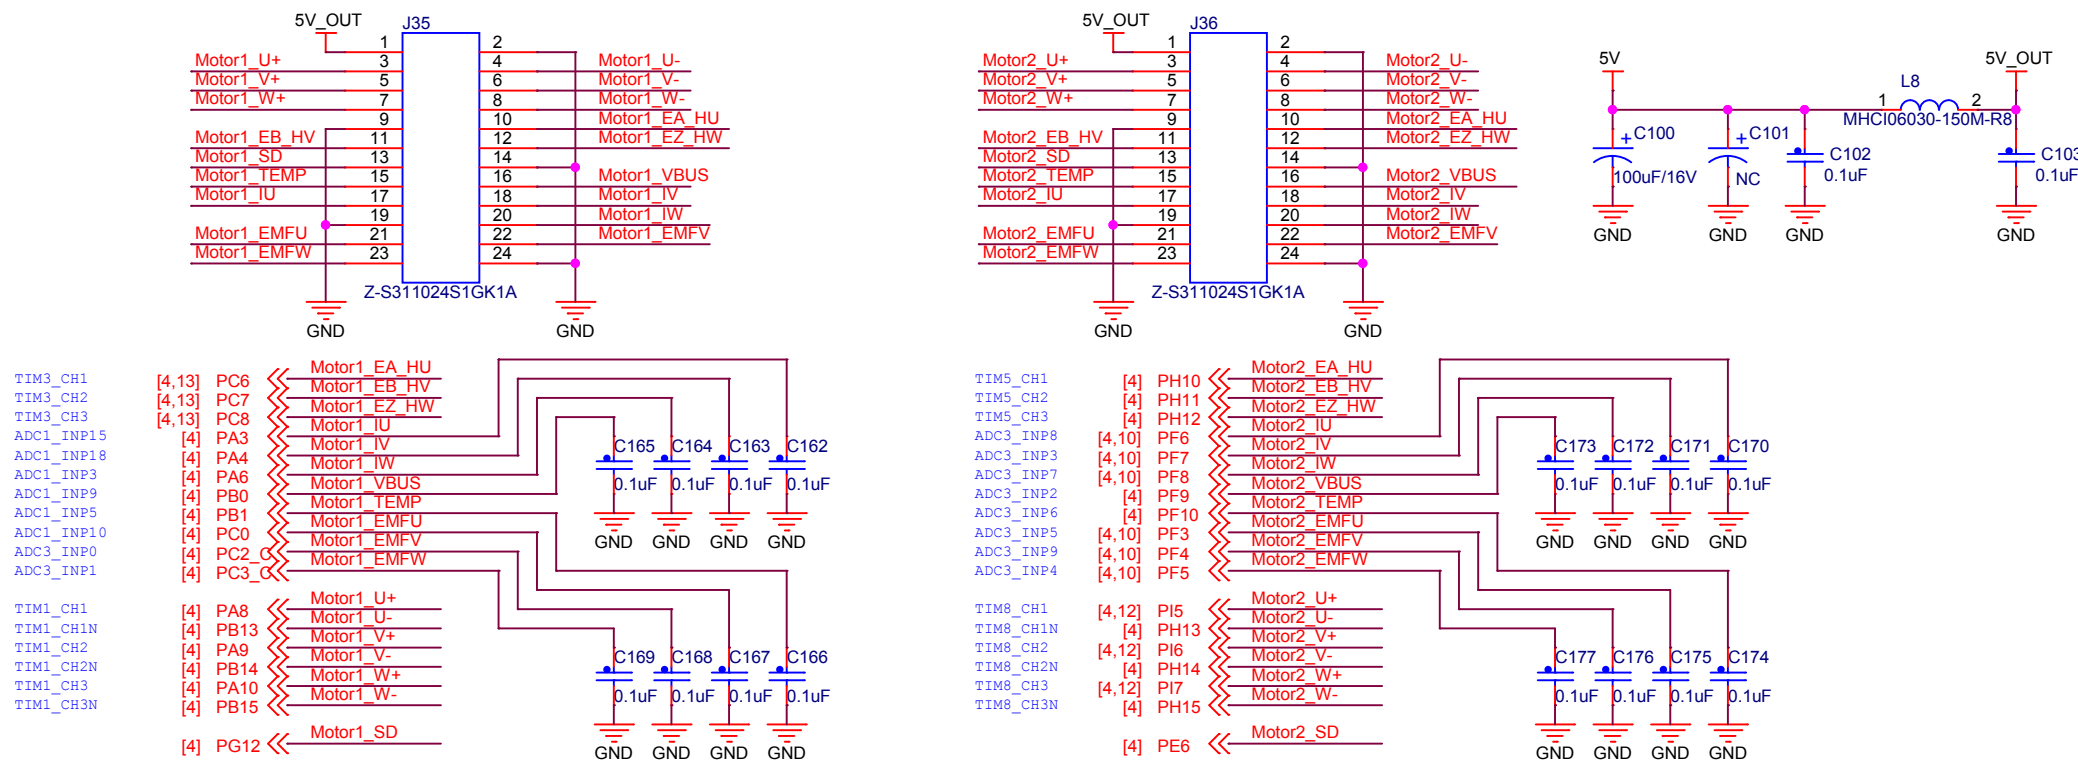 5V_OUT J35
1 2
Motor1_U+ 3 4 Motor1_U-
Motor1_V+ 5 6 Motor1_V-
Motor1_W+ 7 8 Motor1_W-
9 10 Motor1_EA_HU
Motor1_EB_HV 11 12 Motor1_EZ_HW
Motor1_SD 13 14
Motor1_TEMP 15 16 Motor1_VBUS
Motor1_IU 17 18 Motor1_IV
19 20 Motor1_IW
Motor1_EMFU 21 22 Motor1_EMFV
Motor1_EMFW 23 24
Z-S311024S1GK1A
GND GND
5V_OUT J36
1 2
Motor2_U+ 3 4 Motor2_U-
Motor2_V+ 5 6 Motor2_V-
Motor2_W+ 7 8 Motor2_W-
9 10 Motor2_EA_HU
Motor2_EB_HV 11 12 Motor2_EZ_HW
Motor2_SD 13 14
Motor2_TEMP 15 16 Motor2_VBUS
Motor2_IU 17 18 Motor2_IV
19 20 Motor2_IW
Motor2_EMFU 21 22 Motor2_EMFV
Motor2_EMFW 23 24
Z-S311024S1GK1A
GND GND
5V 5V_OUT
L8
1 2
MHCI06030-150M-R8
+ C100 + C101 C102 C103
100uF/16V NC 0.1uF 0.1uF
GND GND GND GND
TIM3_CH1 [4,13] PC6 Motor1_EA_HU
TIM3_CH2 [4,13] PC7 Motor1_EB_HV
TIM3_CH3 [4,13] PC8 Motor1_EZ_HW
ADC1_INP15 [4] PA3 Motor1_IU
ADC1_INP18 [4] PA4 Motor1_IV
ADC1_INP3 [4] PA6 Motor1_IW
ADC1_INP9 [4] PB0 Motor1_VBUS
ADC1_INP5 [4] PB1 Motor1_TEMP
ADC1_INP10 [4] PC0 Motor1_EMFU
ADC3_INP0 [4] PC2_C Motor1_EMFV
ADC3_INP1 [4] PC3_C Motor1_EMFW
C165 C164 C163 C162
0.1uF 0.1uF 0.1uF 0.1uF
GND GND GND GND
TIM1_CH1 [4] PA8 Motor1_U+
TIM1_CH1N [4] PB13 Motor1_U-
TIM1_CH2 [4] PA9 Motor1_V+
TIM1_CH2N [4] PB14 Motor1_V-
TIM1_CH3 [4] PA10 Motor1_W+
TIM1_CH3N [4] PB15 Motor1_W-
[4] PG12 Motor1_SD
C169 C168 C167 C166
0.1uF 0.1uF 0.1uF 0.1uF
GND GND GND GND
TIM5_CH1 [4] PH10 Motor2_EA_HU
TIM5_CH2 [4] PH11 Motor2_EB_HV
TIM5_CH3 [4] PH12 Motor2_EZ_HW
ADC3_INP8 [4,10] PF6 Motor2_IU
ADC3_INP3 [4,10] PF7 Motor2_IV
ADC3_INP7 [4,10] PF8 Motor2_IW
ADC3_INP2 [4] PF9 Motor2_VBUS
ADC3_INP6 [4] PF10 Motor2_TEMP
ADC3_INP5 [4,10] PF3 Motor2_EMFU
ADC3_INP9 [4,10] PF4 Motor2_EMFV
ADC3_INP4 [4,10] PF5 Motor2_EMFW
C173 C172 C171 C170
0.1uF 0.1uF 0.1uF 0.1uF
GND GND GND GND
TIM8_CH1 [4,12] PI5 Motor2_U+
TIM8_CH1N [4] PH13 Motor2_U-
TIM8_CH2 [4,12] PI6 Motor2_V+
TIM8_CH2N [4] PH14 Motor2_V-
TIM8_CH3 [4,12] PI7 Motor2_W+
TIM8_CH3N [4] PH15 Motor2_W-
[4] PE6 Motor2_SD
C177 C176 C175 C174
0.1uF 0.1uF 0.1uF 0.1uF
GND GND GND GND